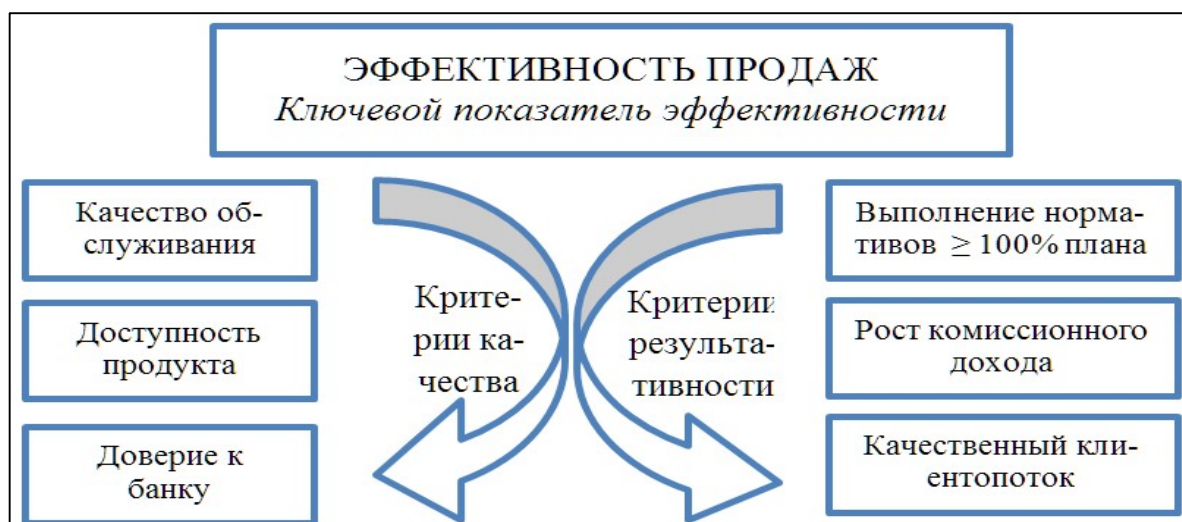 ЭФФЕКТИВНОСТЬ ПРОДАЖ
Ключевой показатель эффективности
Качество об-
служивания
Доступность
продукта
Доверие к
банку
Крите-
рии ка-
чества
Критерии
результа-
тивности
Выполнение норма-
тивов ≥ 100% плана
Рост комиссионного
дохода
Качественный кли-
ентопоток